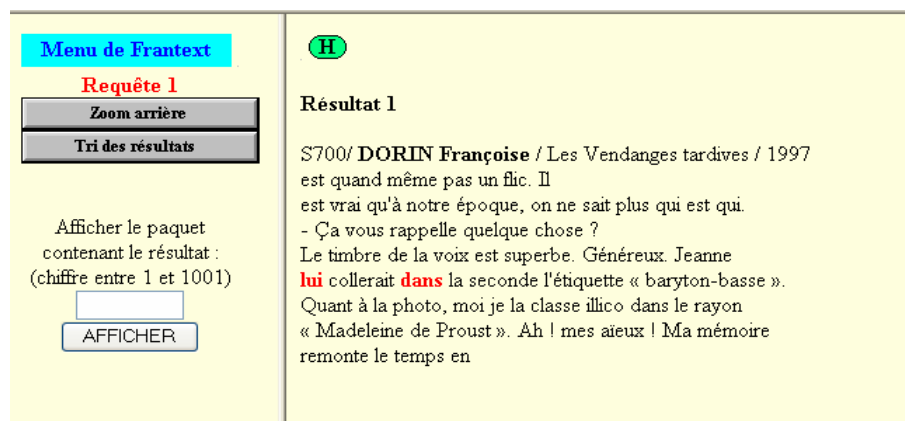 Menu de Frantext
Requête 1
Zoom arrière
Tri des résultats
Afficher le paquet
contenant le résultat :
(chiffre entre 1 et 1001)
AFFICHER
H
Résultat 1
S700/ DORIN Françoise / Les Vendanges tardives / 1997
est quand même pas un flic. Il
est vrai qu'à notre époque, on ne sait plus qui est qui.
- Ça vous rappelle quelque chose ?
Le timbre de la voix est superbe. Généreux. Jeanne
lui collerait dans la seconde l'étiquette « baryton-basse ».
Quant à la photo, moi je la classe illico dans le rayon
« Madeleine de Proust ». Ah ! mes aïeux ! Ma mémoire
remonte le temps en